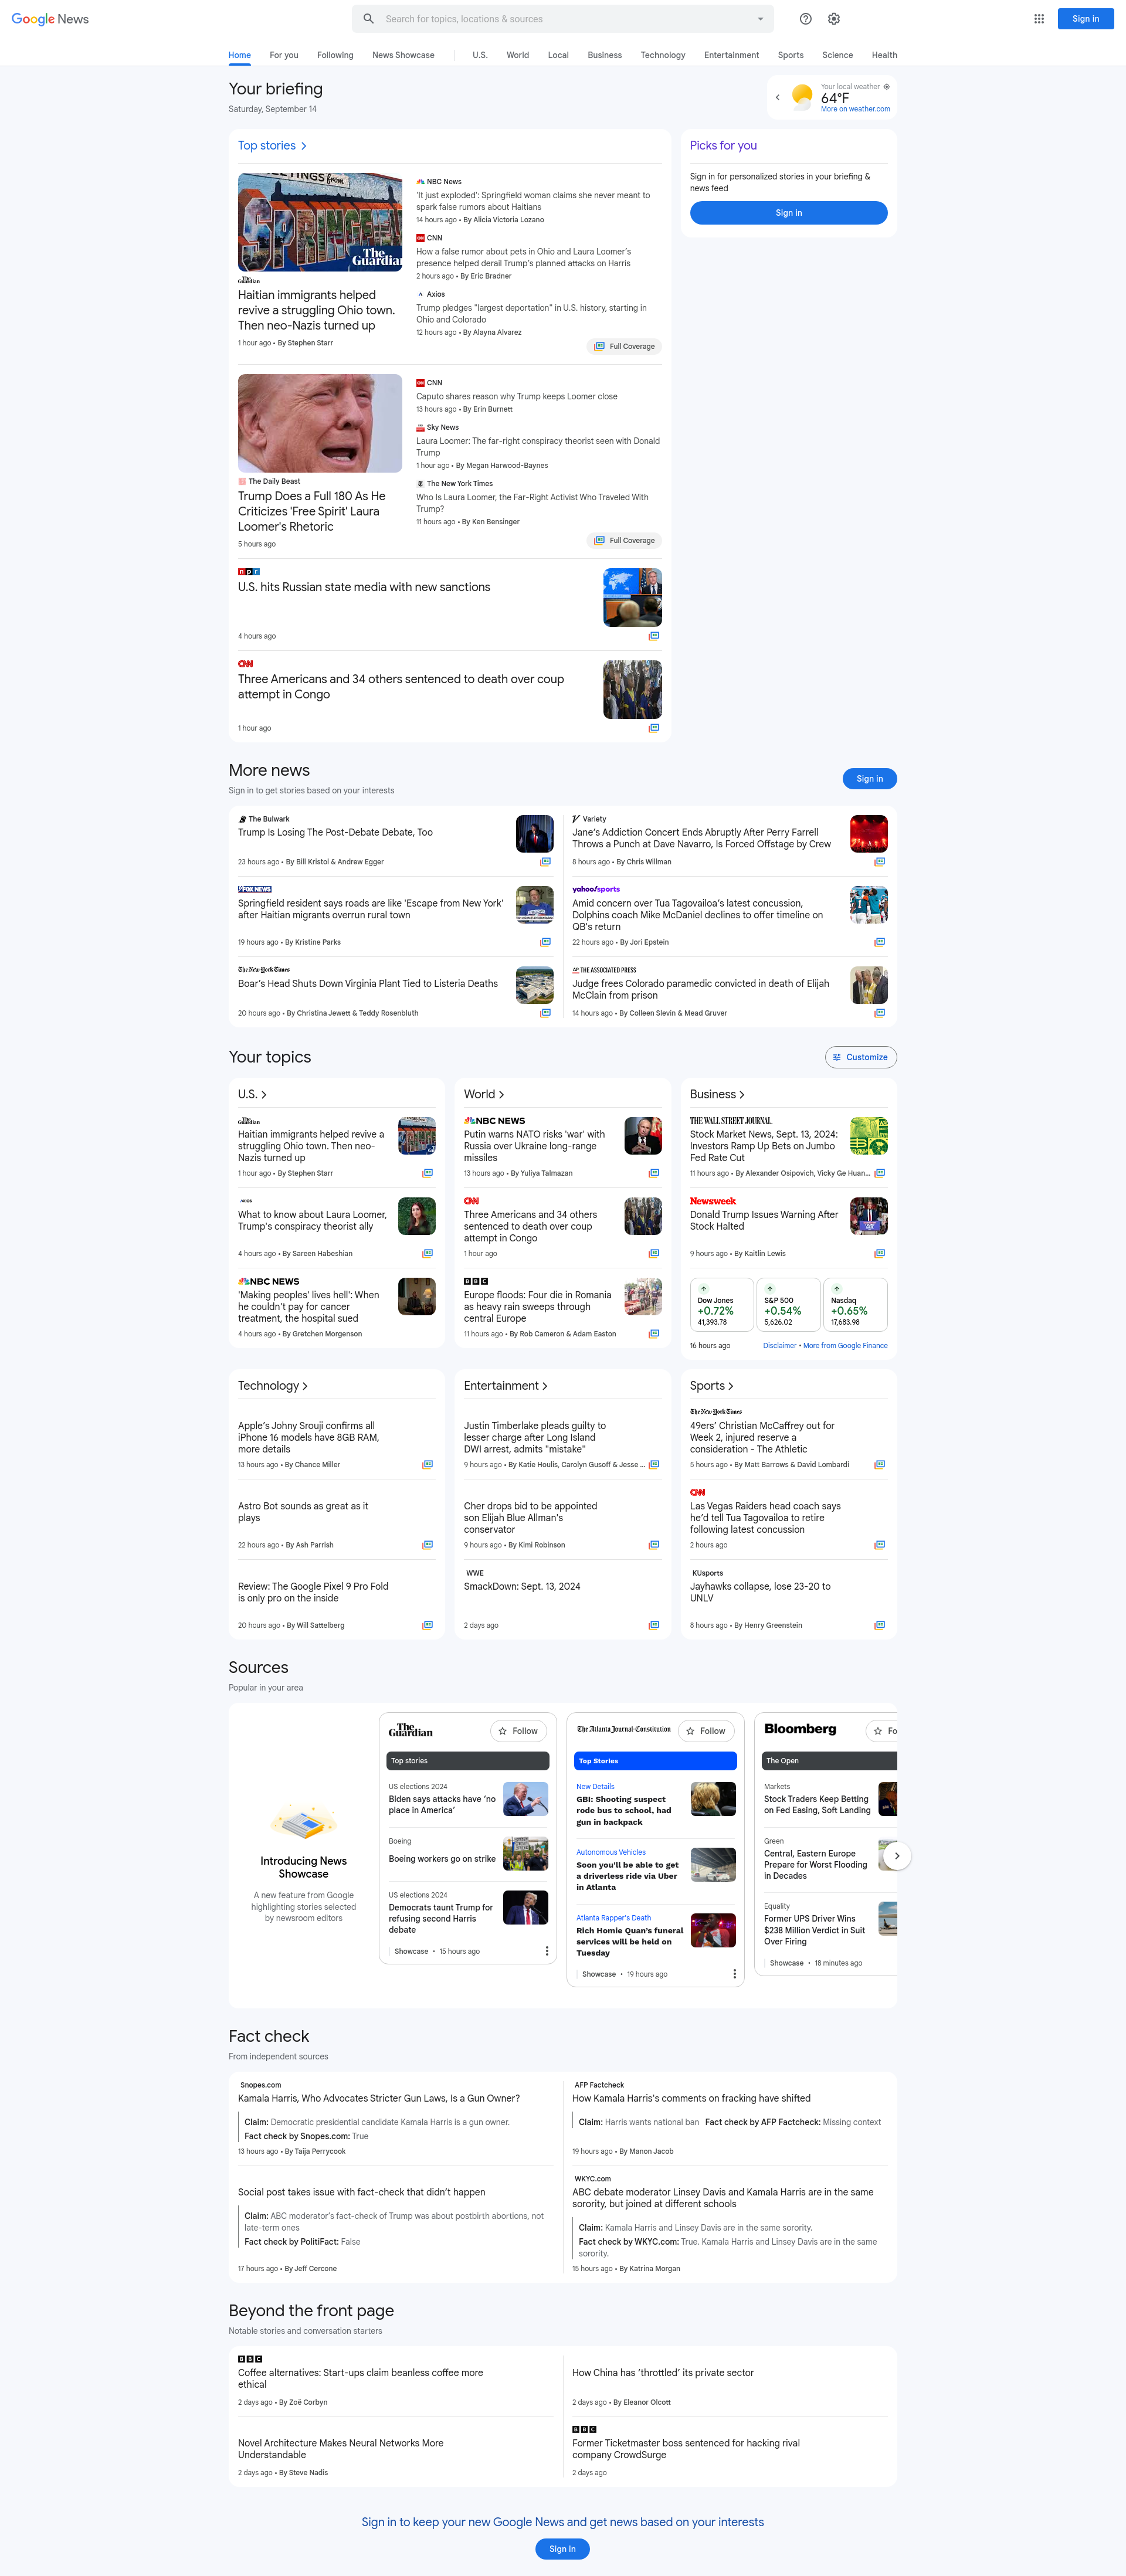 Google News
Search for topics, locations & sources
Sign in
Home
For you
Following
News Showcase
U.S.
World
Local
Business
Technology
Entertainment
Sports
Science
Health
Your briefing
Saturday, September 14
Your local weather
64°F
More on weather.com
Top stories
GREETINGS from
SPRINGFIELD
The Guardian
The Guardian
Haitian immigrants helped
revive a struggling Ohio town.
Then neo-Nazis turned up
1 hour ago • By Stephen Starr
NBC News
'It just exploded': Springfield woman claims she never meant to
spark false rumors about Haitians
14 hours ago • By Alicia Victoria Lozano
CNN
How a false rumor about pets in Ohio and Laura Loomer's
presence helped derail Trump's planned attacks on Harris
2 hours ago • By Eric Bradner
Axios
Trump pledges "largest deportation" in U.S. history, starting in
Ohio and Colorado
12 hours ago • By Alayna Alvarez
Full Coverage
The Daily Beast
Trump Does a Full 180 As He
Criticizes 'Free Spirit' Laura
Loomer's Rhetoric
5 hours ago
CNN
Caputo shares reason why Trump keeps Loomer close
13 hours ago • By Erin Burnett
Sky News
Laura Loomer: The far-right conspiracy theorist seen with Donald
Trump
1 hour ago • By Megan Harwood-Baynes
The New York Times
Who Is Laura Loomer, the Far-Right Activist Who Traveled With
Trump?
11 hours ago • By Ken Bensinger
Full Coverage
npr
U.S. hits Russian state media with new sanctions
4 hours ago
CNN
Three Americans and 34 others sentenced to death over coup
attempt in Congo
1 hour ago
Picks for you
Sign in for personalized stories in your briefing &
news feed
Sign in
More news
Sign in to get stories based on your interests
Sign in
The Bulwark
Trump Is Losing The Post-Debate Debate, Too
23 hours ago • By Bill Kristol & Andrew Egger
FOX NEWS
Springfield resident says roads are like 'Escape from New York'
after Haitian migrants overrun rural town
19 hours ago • By Kristine Parks
The New York Times
Boar's Head Shuts Down Virginia Plant Tied to Listeria Deaths
20 hours ago • By Christina Jewett & Teddy Rosenbluth
Variety
Jane's Addiction Concert Ends Abruptly After Perry Farrell
Throws a Punch at Dave Navarro, Is Forced Offstage by Crew
8 hours ago • By Chris Willman
yahoo!sports
Amid concern over Tua Tagovailoa's latest concussion,
Dolphins coach Mike McDaniel declines to offer timeline on
QB's return
22 hours ago • By Jori Epstein
AP THE ASSOCIATED PRESS
Judge frees Colorado paramedic convicted in death of Elijah
McClain from prison
14 hours ago • By Colleen Slevin & Mead Gruver
Your topics
Customize
U.S.
The Guardian
Haitian immigrants helped revive a
struggling Ohio town. Then neo-
Nazis turned up
1 hour ago • By Stephen Starr
AXIOS
What to know about Laura Loomer,
Trump's conspiracy theorist ally
4 hours ago • By Sareen Habeshian
NBC NEWS
'Making peoples' lives hell': When
he couldn't pay for cancer
treatment, the hospital sued
4 hours ago • By Gretchen Morgenson
World
NBC NEWS
Putin warns NATO risks 'war' with
Russia over Ukraine long-range
missiles
13 hours ago • By Yuliya Talmazan
CNN
Three Americans and 34 others
sentenced to death over coup
attempt in Congo
1 hour ago
BBC
Europe floods: Four die in Romania
as heavy rain sweeps through
central Europe
11 hours ago • By Rob Cameron & Adam Easton
Business
THE WALL STREET JOURNAL.
Stock Market News, Sept. 13, 2024:
Investors Ramp Up Bets on Jumbo
Fed Rate Cut
11 hours ago • By Alexander Osipovich, Vicky Ge Huan...
Newsweek
Donald Trump Issues Warning After
Stock Halted
9 hours ago • By Kaitlin Lewis
Dow Jones
+0.72%
41,393.78
S&P 500
+0.54%
5,626.02
Nasdaq
+0.65%
17,683.98
16 hours ago
Disclaimer • More from Google Finance
Technology
Apple's Johny Srouji confirms all
iPhone 16 models have 8GB RAM,
more details
13 hours ago • By Chance Miller
Astro Bot sounds as great as it
plays
22 hours ago • By Ash Parrish
Review: The Google Pixel 9 Pro Fold
is only pro on the inside
20 hours ago • By Will Sattelberg
Entertainment
Justin Timberlake pleads guilty to
lesser charge after Long Island
DWI arrest, admits "mistake"
9 hours ago • By Katie Houlis, Carolyn Gusoff & Jesse ...
Cher drops bid to be appointed
son Elijah Blue Allman's
conservator
9 hours ago • By Kimi Robinson
WWE
SmackDown: Sept. 13, 2024
2 days ago
Sports
The New York Times
49ers' Christian McCaffrey out for
Week 2, injured reserve a
consideration - The Athletic
5 hours ago • By Matt Barrows & David Lombardi
CNN
Las Vegas Raiders head coach says
he'd tell Tua Tagovailoa to retire
following latest concussion
2 hours ago
KUsports
Jayhawks collapse, lose 23-20 to
UNLV
8 hours ago • By Henry Greenstein
Sources
Popular in your area
Introducing News
Showcase
A new feature from Google
highlighting stories selected
by newsroom editors
The Guardian
Follow
Top stories
US elections 2024
Biden says attacks have 'no
place in America'
Boeing
Boeing workers go on strike
US elections 2024
Democrats taunt Trump for
refusing second Harris
debate
Showcase • 15 hours ago
The Atlanta Journal-Constitution
Follow
Top Stories
New Details
GBI: Shooting suspect
rode bus to school, had
gun in backpack
Autonomous Vehicles
Soon you'll be able to get
a driverless ride via Uber
in Atlanta
Atlanta Rapper's Death
Rich Homie Quan's funeral
services will be held on
Tuesday
Showcase • 19 hours ago
Bloomberg
Fo
The Open
Markets
Stock Traders Keep Betting
on Fed Easing, Soft Landing
Green
Central, Eastern Europe
Prepare for Worst Flooding
in Decades
Equality
Former UPS Driver Wins
$238 Million Verdict in Suit
Over Firing
Showcase • 18 minutes ago
Fact check
From independent sources
Snopes.com
Kamala Harris, Who Advocates Stricter Gun Laws, Is a Gun Owner?
Claim: Democratic presidential candidate Kamala Harris is a gun owner.
Fact check by Snopes.com: True
13 hours ago • By Taija Perrycook
Social post takes issue with fact-check that didn't happen
Claim: ABC moderator's fact-check of Trump was about postbirth abortions, not
late-term ones
Fact check by PolitiFact: False
17 hours ago • By Jeff Cercone
AFP Factcheck
How Kamala Harris's comments on fracking have shifted
Claim: Harris wants national ban Fact check by AFP Factcheck: Missing context
19 hours ago • By Manon Jacob
WKYC.com
ABC debate moderator Linsey Davis and Kamala Harris are in the same
sorority, but joined at different schools
Claim: Kamala Harris and Linsey Davis are in the same sorority.
Fact check by WKYC.com: True. Kamala Harris and Linsey Davis are in the same
sorority.
15 hours ago • By Katrina Morgan
Beyond the front page
Notable stories and conversation starters
BBC
Coffee alternatives: Start-ups claim beanless coffee more
ethical
2 days ago • By Zoë Corbyn
Novel Architecture Makes Neural Networks More
Understandable
2 days ago • By Steve Nadis
How China has 'throttled' its private sector
2 days ago • By Eleanor Olcott
BBC
Former Ticketmaster boss sentenced for hacking rival
company CrowdSurge
2 days ago
Sign in to keep your new Google News and get news based on your interests
Sign in